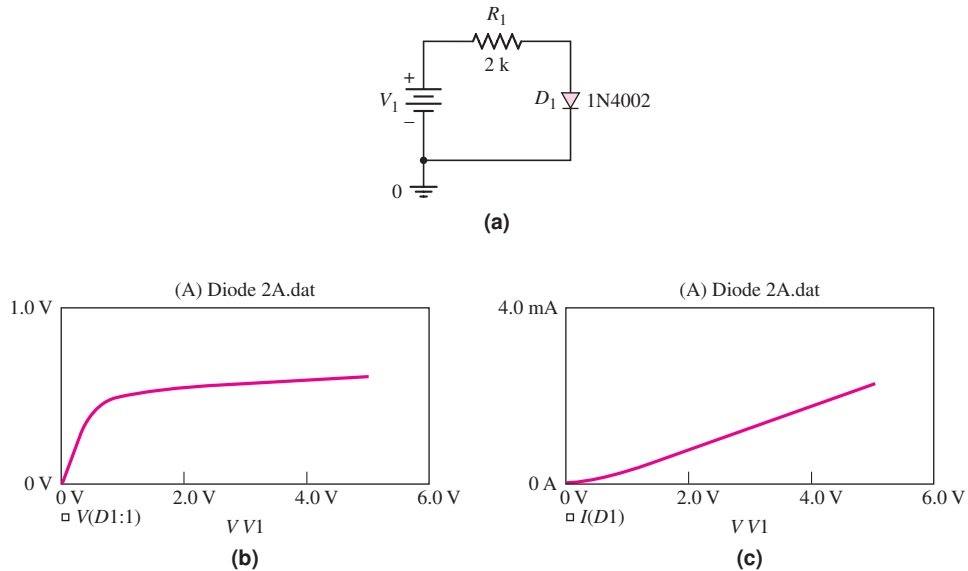 R1
2 k
+
V1
−
D1 1N4002
0
(a)
(A) Diode 2A.dat
1.0 V
0 V
0 V 2.0 V 4.0 V 6.0 V
V(D1:1)
V V1
(b)
(A) Diode 2A.dat
4.0 mA
0 A
0 V 2.0 V 4.0 V 6.0 V
I(D1)
V V1
(c)